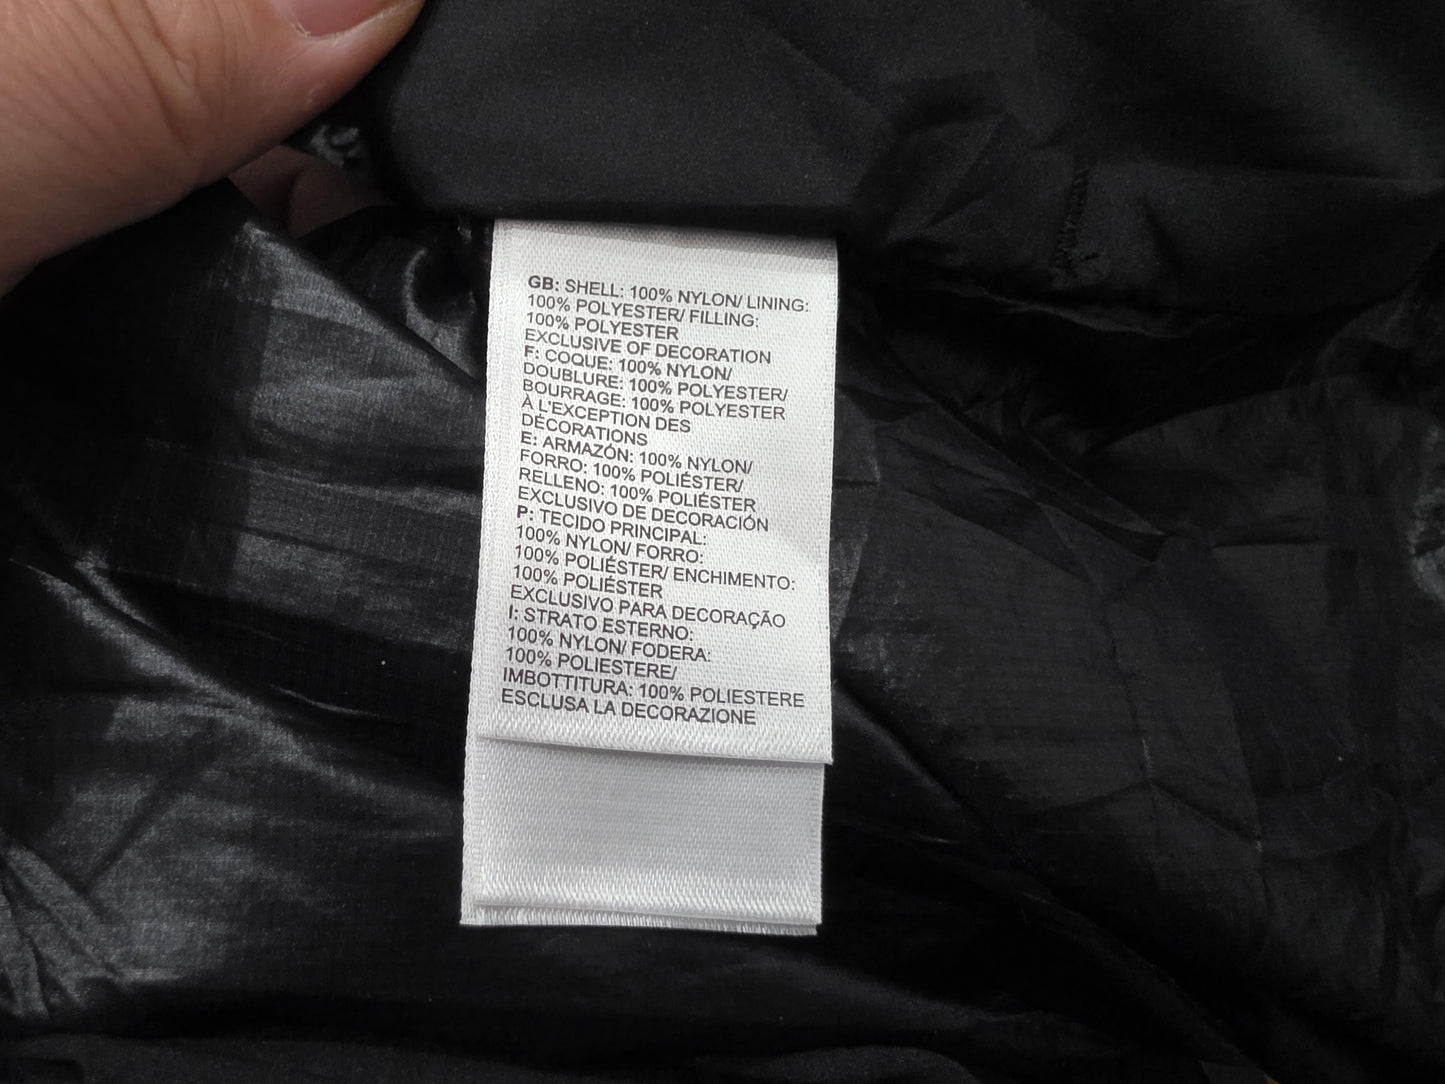 GB: SHELL: 100% NYLON/ LINING:
100% POLYESTER/ FILLING:
100% POLYESTER
EXCLUSIVE OF DECORATION
F: COQUE: 100% NYLON/
DOUBLURE: 100% POLYESTER/
BOURRAGE: 100% POLYESTER
À L'EXCEPTION DES
DÉCORATIONS
E: ARMAZÓN: 100% NYLON/
FORRO: 100% POLIÉSTER/
RELLENO: 100% POLIÉSTER
EXCLUSIVO DE DECORACIÓN
P: TECIDO PRINCIPAL:
100% NYLON/ FORRO:
100% POLIÉSTER/ ENCHIMENTO:
100% POLIÉSTER
EXCLUSIVO PARA DECORAÇÃO
I: STRATO ESTERNO:
100% NYLON/ FODERA:
100% POLIESTERE/
IMBOTTITURA: 100% POLIESTERE
ESCLUSA LA DECORAZIONE